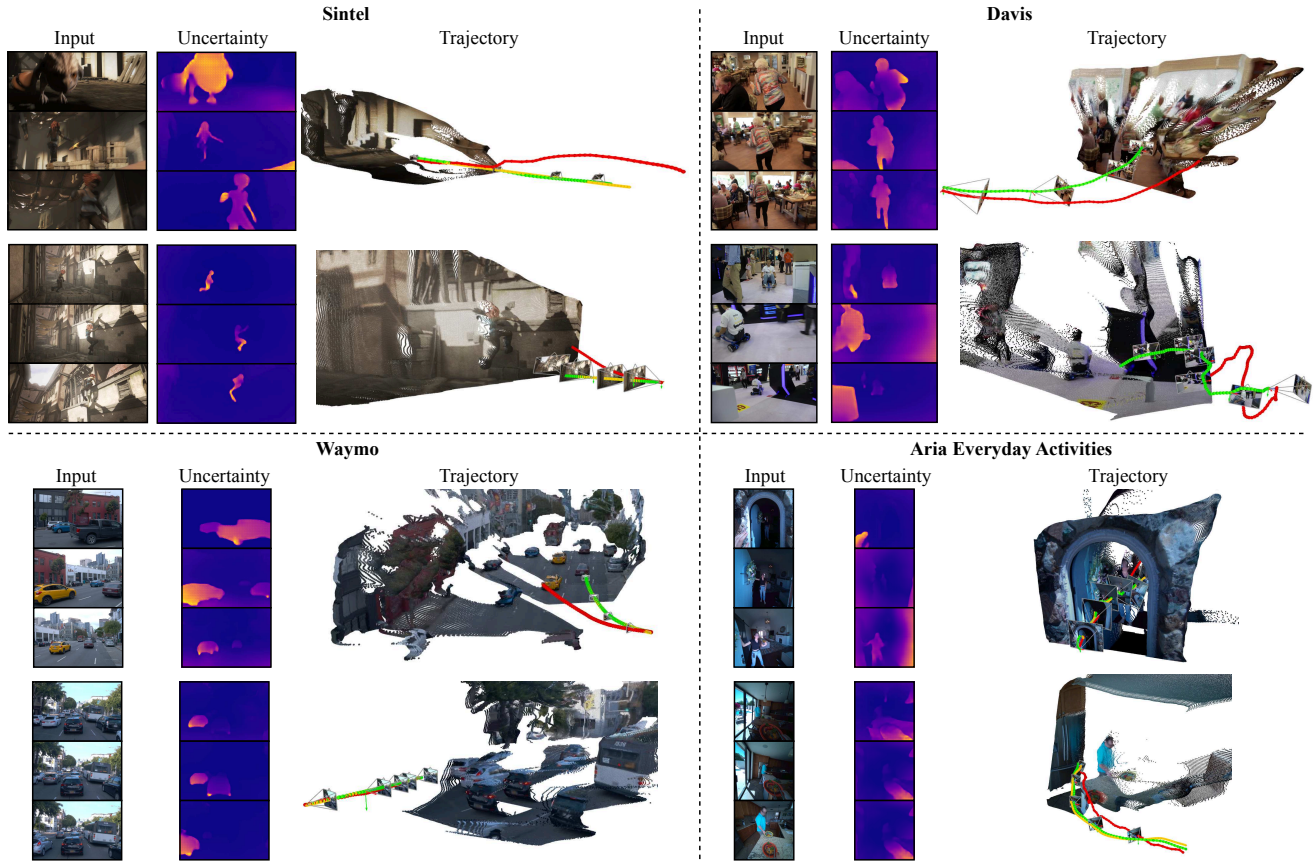 Sintel
Input Uncertainty Trajectory
Davis
Input Uncertainty Trajectory
Waymo
Input Uncertainty Trajectory
Aria Everyday Activities
Input Uncertainty Trajectory